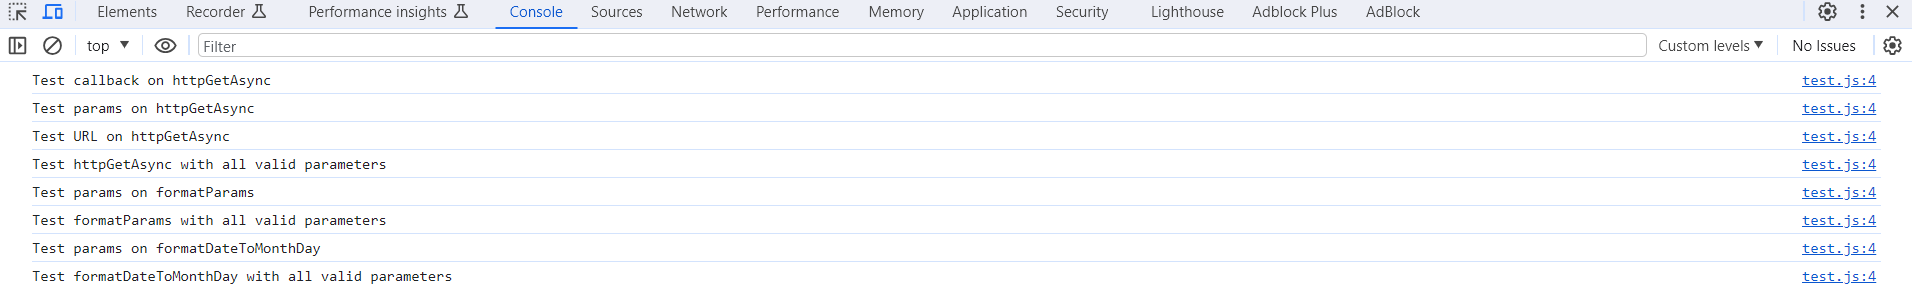 Elements Recorder Performance insights Console Sources Network Performance Memory Application Security Lighthouse Adblock Plus AdBlock
top Filter Custom levels No Issues
Test callback on httpGetAsync test.js:4
Test params on httpGetAsync test.js:4
Test URL on httpGetAsync test.js:4
Test httpGetAsync with all valid parameters test.js:4
Test params on formatParams test.js:4
Test formatParams with all valid parameters test.js:4
Test params on formatDateToMonthDay test.js:4
Test formatDateToMonthDay with all valid parameters test.js:4